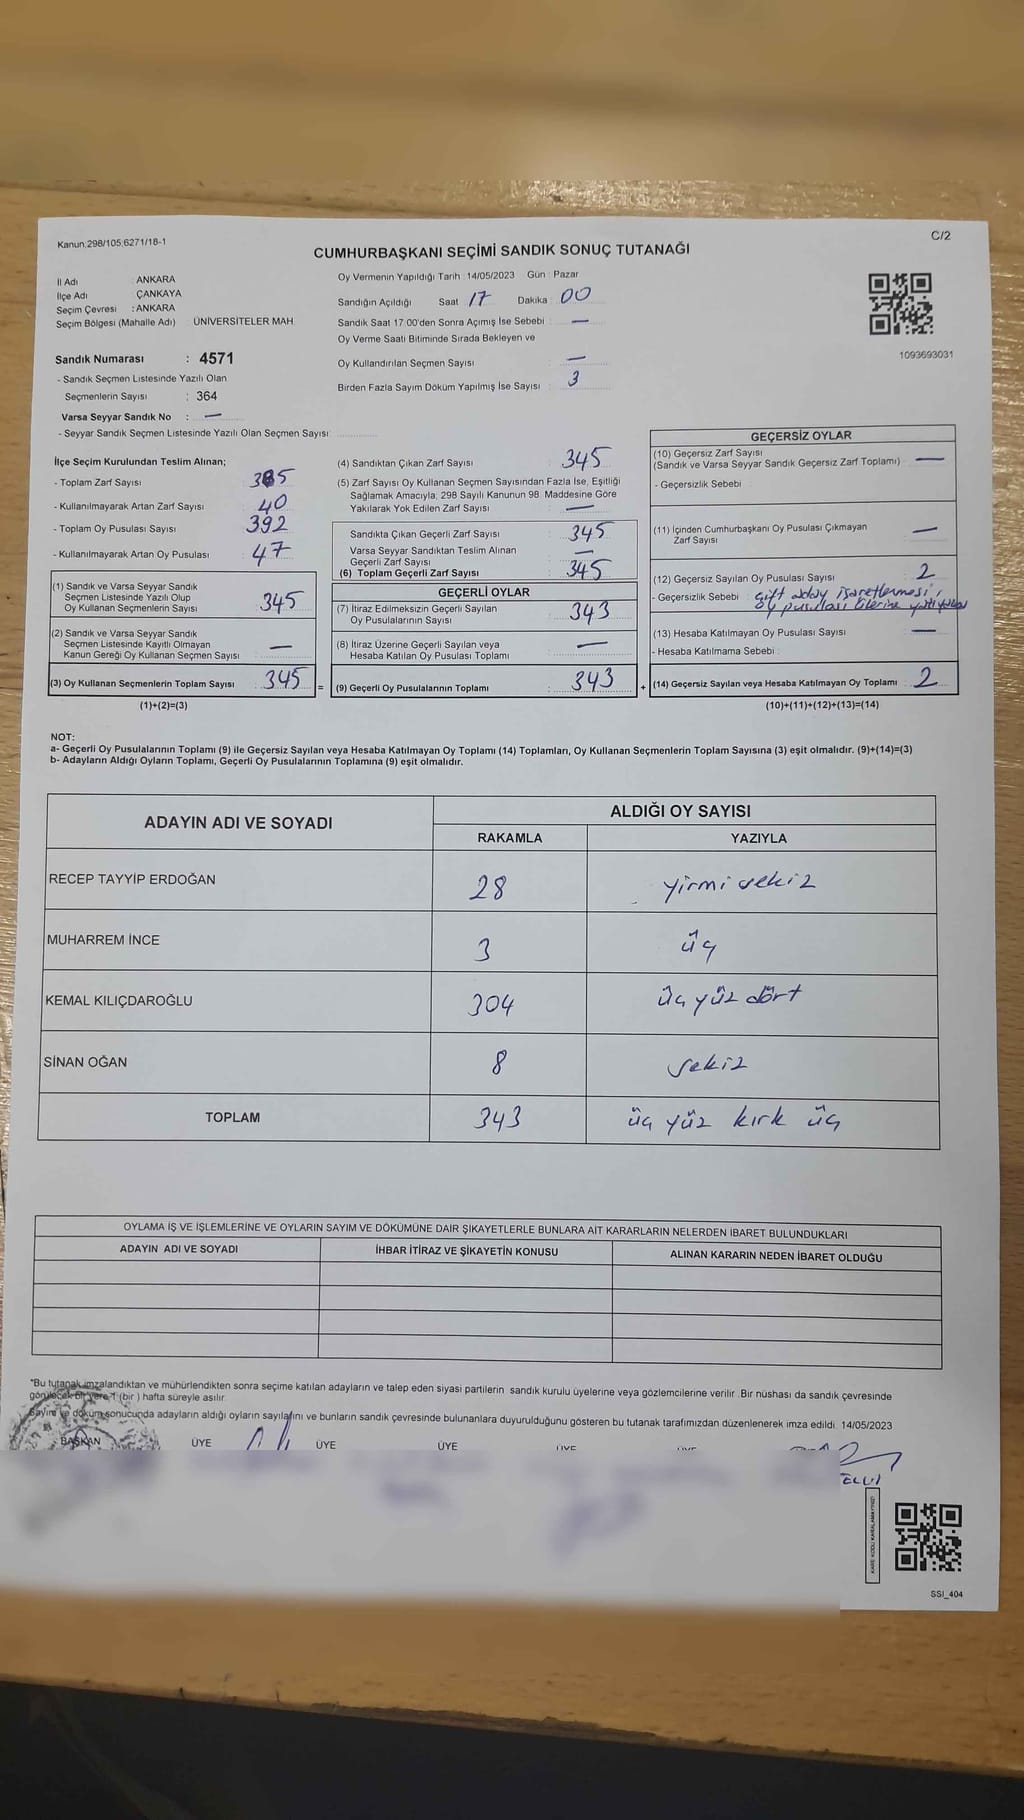 Kanun:298/105;6271/18-1
C/2
CUMHURBAŞKANI SEÇİMİ SANDIK SONUÇ TUTANAĞI
İl Adı : ANKARA
İlçe Adı : ÇANKAYA
Seçim Çevresi : ANKARA
Seçim Bölgesi (Mahalle Adı) : ÜNİVERSİTELER MAH.
Sandık Numarası : 4571
- Sandık Seçmen Listesinde Yazılı Olan
Seçmenlerin Sayısı : 364
Varsa Seyyar Sandık No : —
- Seyyar Sandık Seçmen Listesinde Yazılı Olan Seçmen Sayısı:
Oy Vermenin Yapıldığı Tarih : 14/05/2023 Gün : Pazar
Sandığın Açıldığı Saat 17 Dakika : 00
Sandık Saat 17:00'den Sonra Açımış İse Sebebi : —
Oy Verme Saati Bitiminde Sırada Bekleyen ve
Oy Kullandırılan Seçmen Sayısı : —
Birden Fazla Sayım Döküm Yapılmış İse Sayısı : 3
1093693031
İlçe Seçim Kurulundan Teslim Alınan;
- Toplam Zarf Sayısı : 385
- Kullanılmayarak Artan Zarf Sayısı : 40
- Toplam Oy Pusulası Sayısı : 392
- Kullanılmayarak Artan Oy Pusulası : 47
(1) Sandık ve Varsa Seyyar Sandık
Seçmen Listesinde Yazılı Olup
Oy Kullanan Seçmenlerin Sayısı : 345
(2) Sandık ve Varsa Seyyar Sandık
Seçmen Listesinde Kayıtlı Olmayan
Kanun Gereği Oy Kullanan Seçmen Sayısı : —
(3) Oy Kullanan Seçmenlerin Toplam Sayısı : 345
(1)+(2)=(3)
(4) Sandıktan Çıkan Zarf Sayısı : 345
(5) Zarf Sayısı Oy Kullanan Seçmen Sayısından Fazla İse, Eşitliği
Sağlamak Amacıyla, 298 Sayılı Kanunun 98. Maddesine Göre
Yakılarak Yok Edilen Zarf Sayısı : —
Sandıkta Çıkan Geçerli Zarf Sayısı : 345
Varsa Seyyar Sandıktan Teslim Alınan
Geçerli Zarf Sayısı : —
(6) Toplam Geçerli Zarf Sayısı : 345
GEÇERLİ OYLAR
(7) İtiraz Edilmeksizin Geçerli Sayılan
Oy Pusulalarının Sayısı : 343
(8) İtiraz Üzerine Geçerli Sayılan veya
Hesaba Katılan Oy Pusulası Toplamı : —
= (9) Geçerli Oy Pusulalarının Toplamı : 343
GEÇERSİZ OYLAR
(10) Geçersiz Zarf Sayısı
(Sandık ve Varsa Seyyar Sandık Geçersiz Zarf Toplamı) : —
- Geçersizlik Sebebi :
(11) İçinden Cumhurbaşkanı Oy Pusulası Çıkmayan
Zarf Sayısı : —
(12) Geçersiz Sayılan Oy Pusulası Sayısı : 2
- Geçersizlik Sebebi : çift aday işaretlenmesi,
oy pusulası
(13) Hesaba Katılmayan Oy Pusulası Sayısı : —
- Hesaba Katılmama Sebebi :
+ (14) Geçersiz Sayılan veya Hesaba Katılmayan Oy Toplamı : 2
(10)+(11)+(12)+(13)=(14)
NOT:
a- Geçerli Oy Pusulalarının Toplamı (9) ile Geçersiz Sayılan veya Hesaba Katılmayan Oy Toplamı (14) Toplamları, Oy Kullanan Seçmenlerin Toplam Sayısına (3) eşit olmalıdır. (9)+(14)=(3)
b- Adayların Aldığı Oyların Toplamı, Geçerli Oy Pusulalarının Toplamına (9) eşit olmalıdır.
ADAYIN ADI VE SOYADI
ALDIĞI OY SAYISI
RAKAMLA YAZIYLA
RECEP TAYYİP ERDOĞAN 28 yirmi sekiz
MUHARREM İNCE 3 üç
KEMAL KILIÇDAROĞLU 304 üç yüz dört
SİNAN OĞAN 8 sekiz
TOPLAM 343 üç yüz kırk üç
OYLAMA İŞ VE İŞLEMLERİNE VE OYLARIN SAYIM VE DÖKÜMÜNE DAİR ŞİKAYETLERLE BUNLARA AİT KARARLARIN NELERDEN İBARET BULUNDUKLARI
ADAYIN ADI VE SOYADI İHBAR İTİRAZ VE ŞİKAYETİN KONUSU ALINAN KARARIN NEDEN İBARET OLDUĞU
*Bu tutanak imzalandıktan ve mühürlendikten sonra seçime katılan adayların ve talep eden siyasi partilerin sandık kurulu üyelerine veya gözlemcilerine verilir. Bir nüshası da sandık çevresinde
görülecek bir yere 1 (bir) hafta süreyle asılır.
Sayım ve döküm sonucunda adayların aldığı oyların sayılarını ve bunların sandık çevresinde bulunanlara duyurulduğunu gösteren bu tutanak tarafımızdan düzenlenerek imza edildi. 14/05/2023
BAŞKAN ÜYE ÜYE ÜYE ÜYE ÜYE
SSI_404